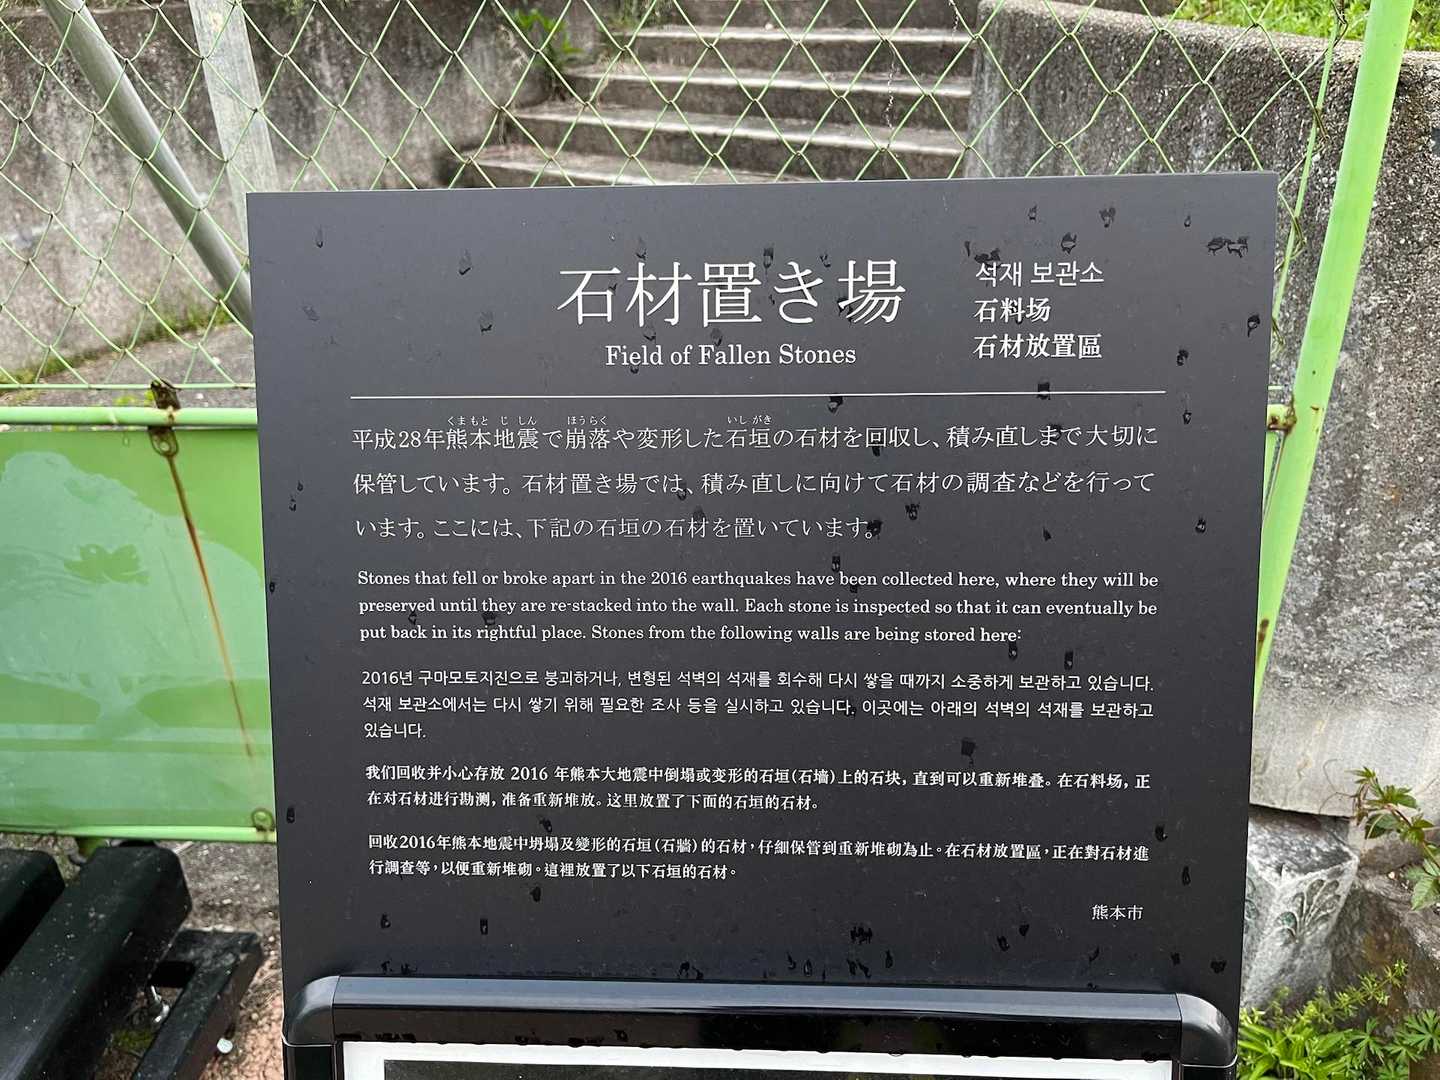 石材置き場
Field of Fallen Stones
석재 보관소
石料场
石材放置區
平成28年熊本地震で崩落や変形した石垣の石材を回収し、積み直しまで大切に
保管しています。石材置き場では、積み直しに向けて石材の調査などを行って
います。ここには、下記の石垣の石材を置いています。
Stones that fell or broke apart in the 2016 earthquakes have been collected here, where they will be
preserved until they are re-stacked into the wall. Each stone is inspected so that it can eventually be
put back in its rightful place. Stones from the following walls are being stored here:
2016년 구마모토지진으로 붕괴하거나, 변형된 석벽의 석재를 회수해 다시 쌓을 때까지 소중하게 보관하고 있습니다.
석재 보관소에서는 다시 쌓기 위해 필요한 조사 등을 실시하고 있습니다. 이곳에는 아래의 석벽의 석재를 보관하고
있습니다.
我们回收并小心存放 2016 年熊本大地震中倒塌或变形的石垣(石墙)上的石块，直到可以重新堆叠。在石料场，正
在对石材进行勘测，准备重新堆放。这里放置了下面的石垣的石材。
回收2016年熊本地震中坍塌及變形的石垣(石牆)的石材，仔細保管到重新堆砌為止。在石材放置區，正在對石材進
行調查等，以便重新堆砌。這裡放置了以下石垣的石材。
熊本市